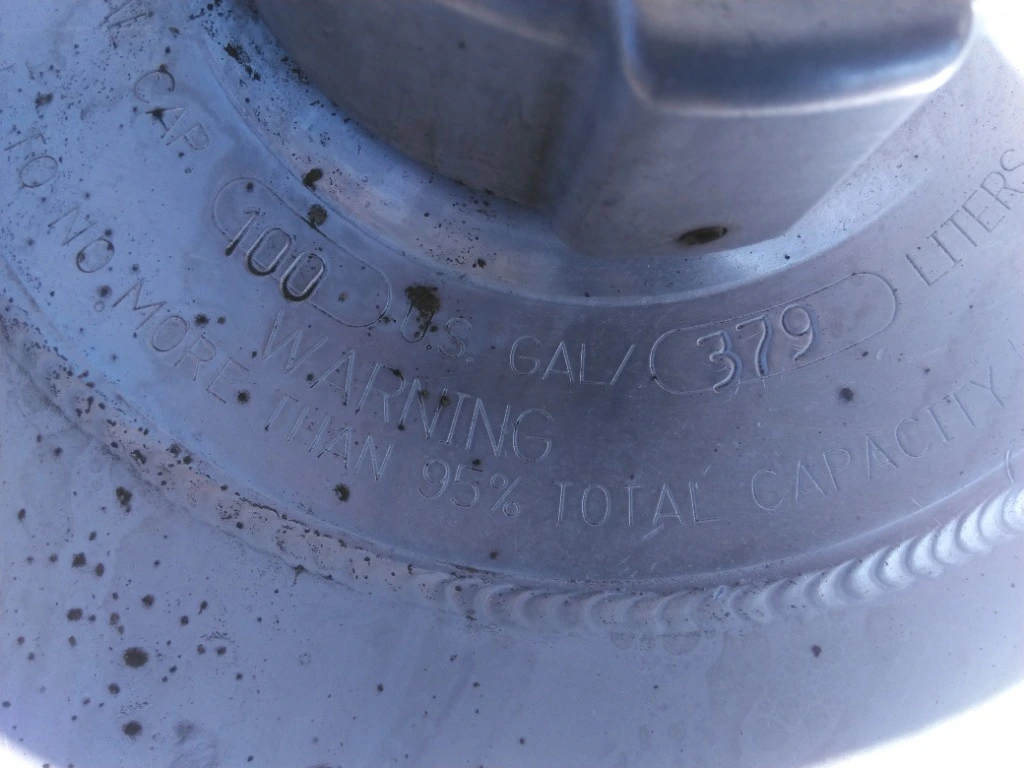 CAP. 100 U.S. GAL/ 379 LITERS
WARNING
TO NO MORE THAN 95% TOTAL CAPACITY